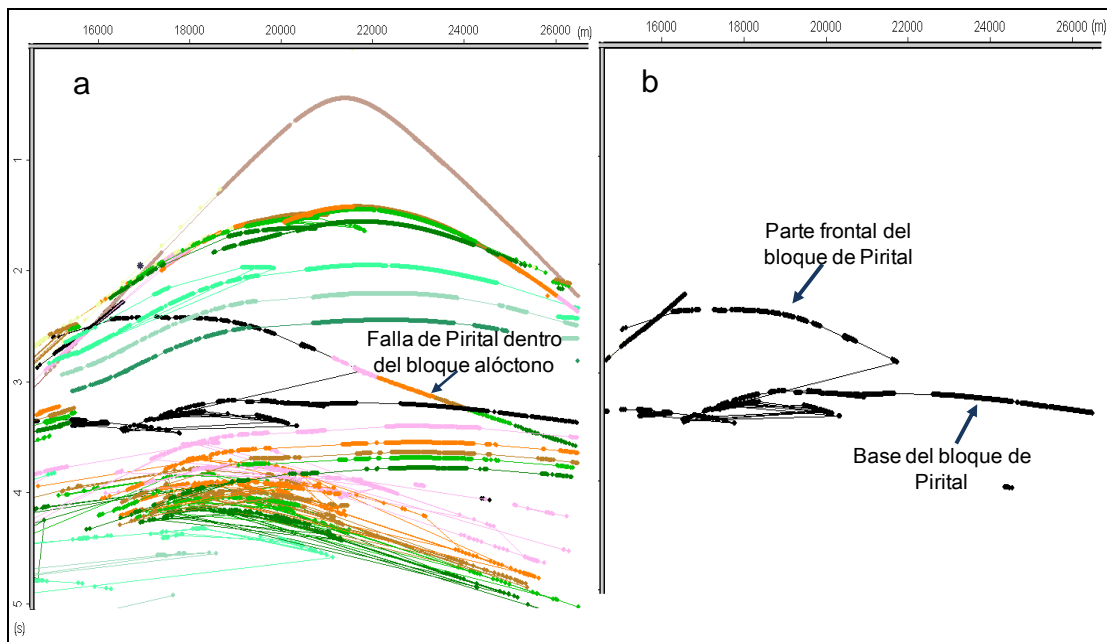 16000 18000 20000 22000 24000 26000 (m)
a
1
2
3
4
5
(s)
Falla de Pirital dentro
del bloque alóctono
16000 18000 20000 22000 24000 26000 (m)
b
Parte frontal del
bloque de Pirital
Base del bloque de
Pirital